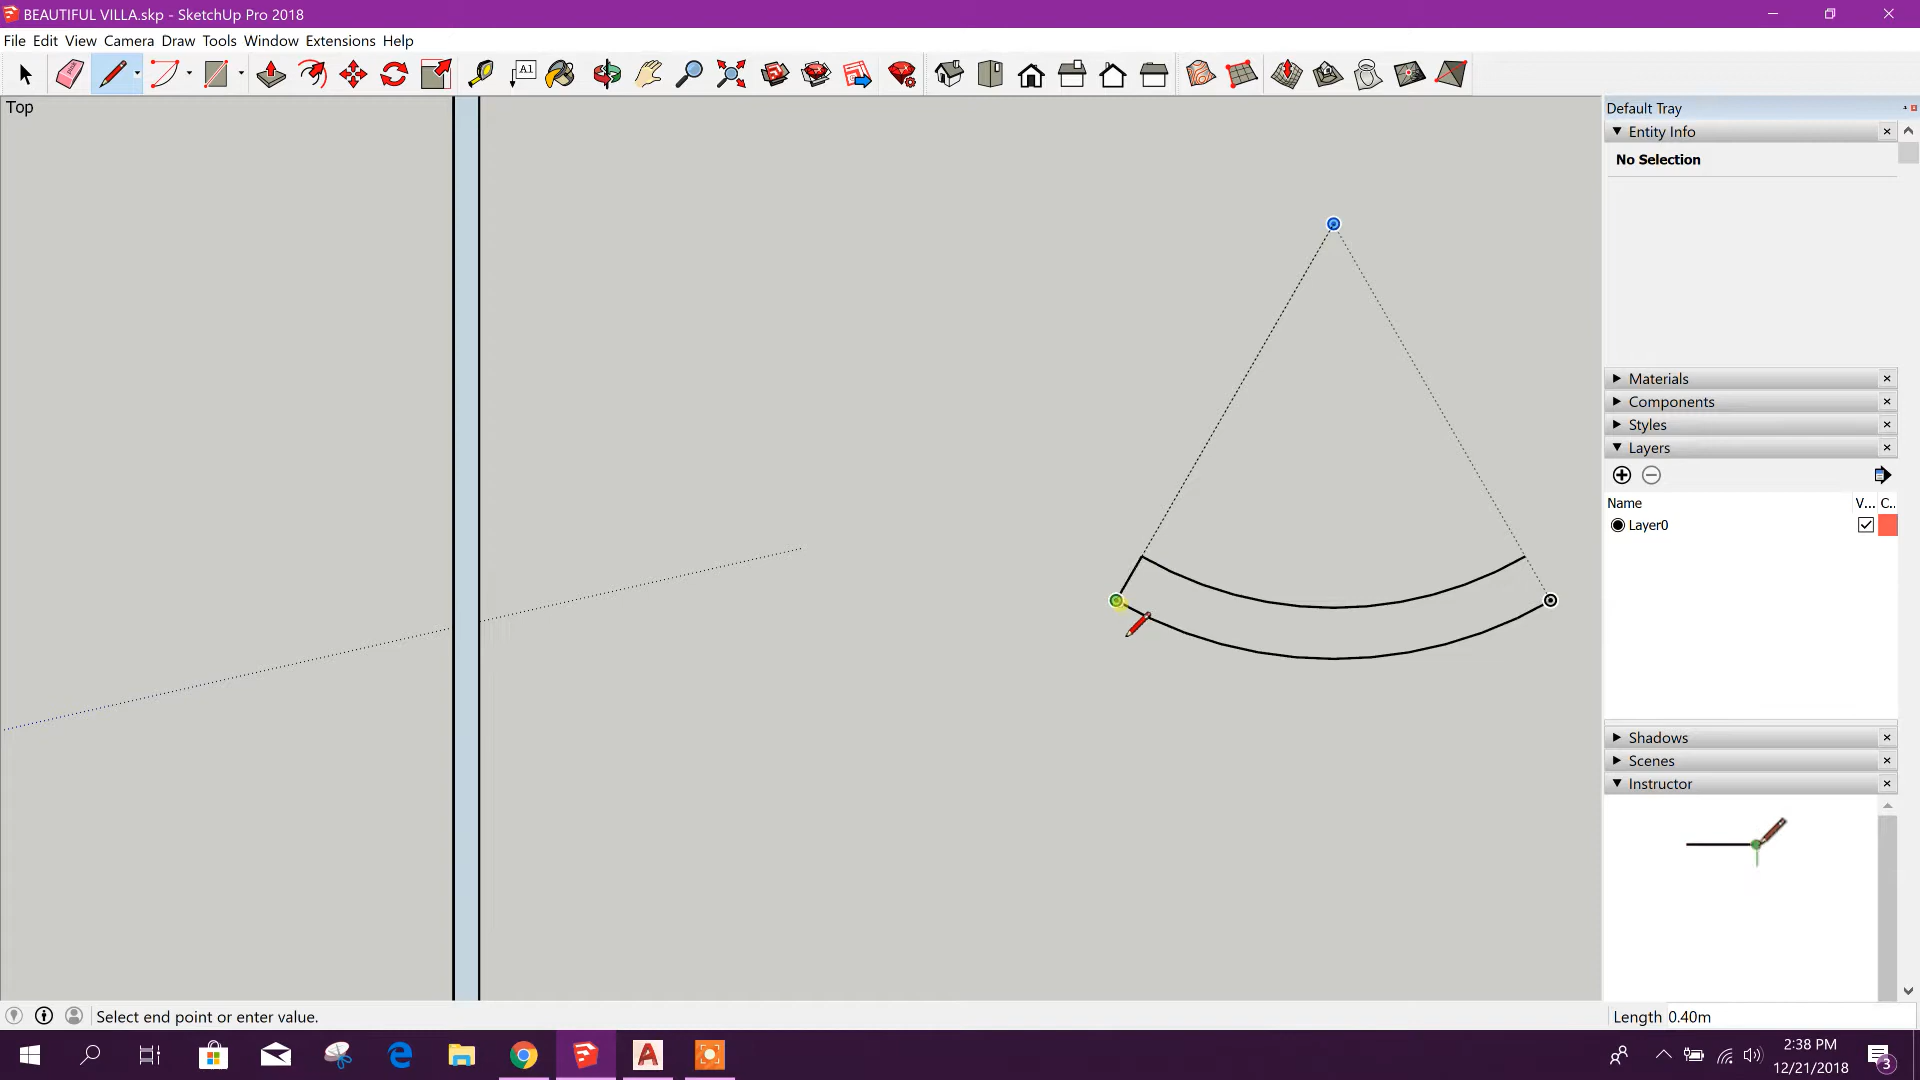 BEAUTIFUL VILLA.skp - SketchUp Pro 2018
File Edit View Camera Draw Tools Window Extensions Help
A1
Top
Default Tray
Entity Info
No Selection
Materials
Components
Styles
Layers
Name V... C..
Layer0
Shadows
Scenes
Instructor
Select end point or enter value.
Length 0.40m
2:38 PM
12/21/2018
3